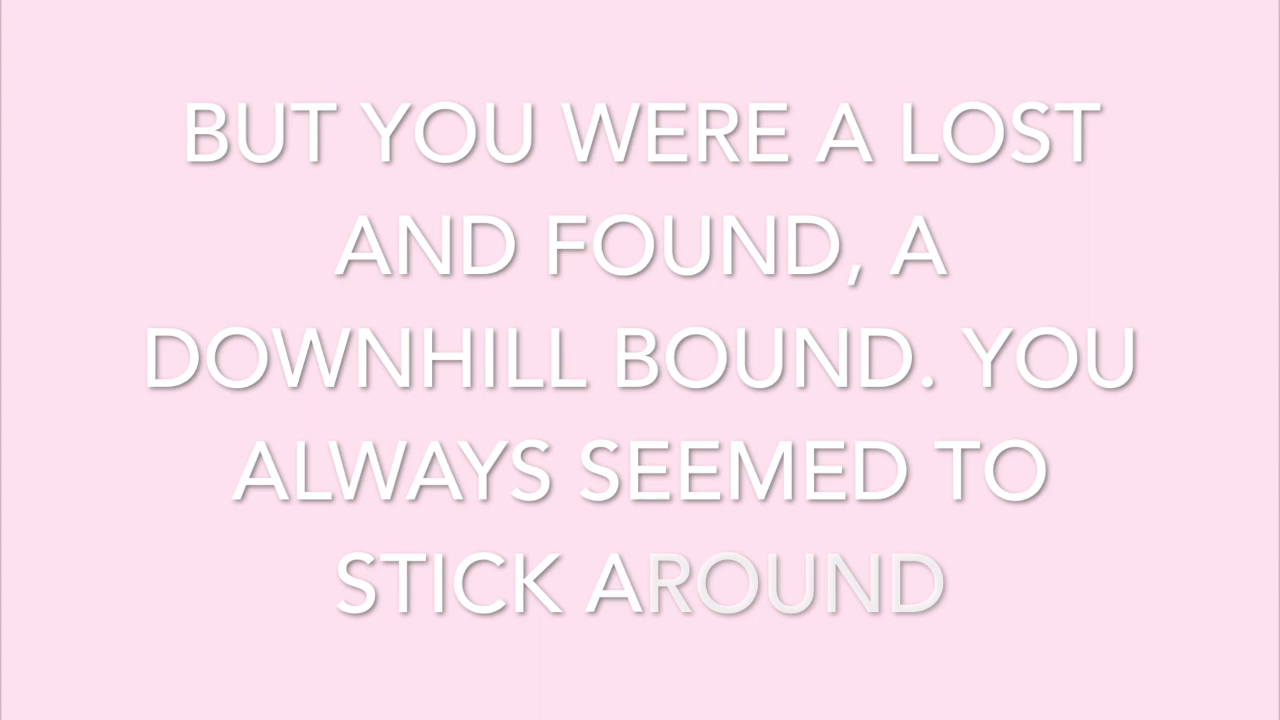 BUT YOU WERE A LOST
AND FOUND, A
DOWNHILL BOUND. YOU
ALWAYS SEEMED TO
STICK AROUND